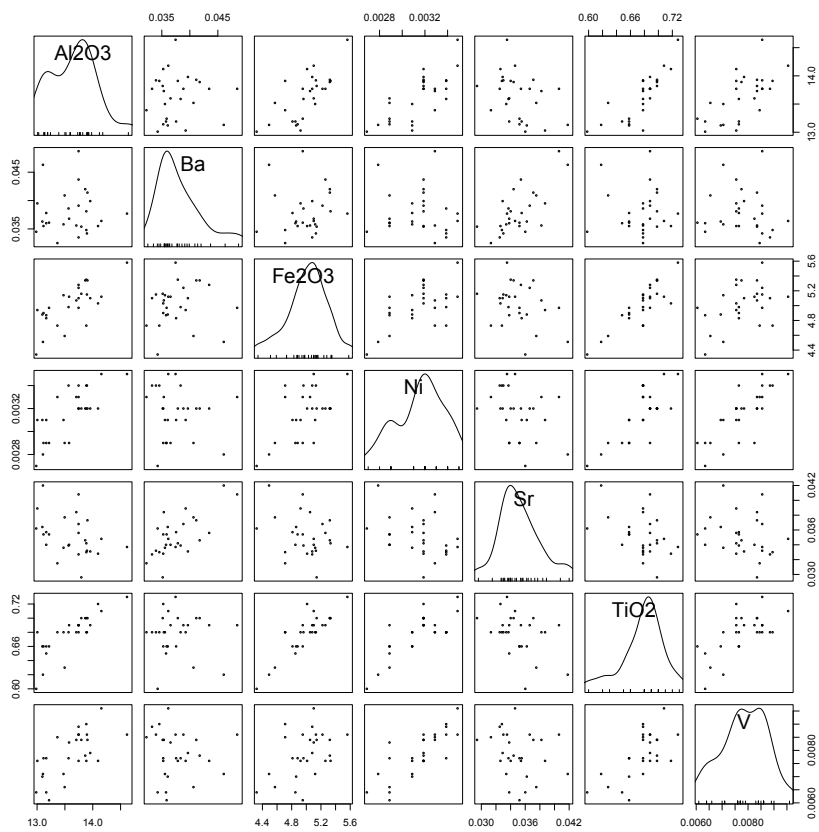 0.035 0.045 0.0028 0.0032 0.60 0.66 0.72
Al2O3
13.0 14.0
Ba
0.035 0.045
Fe2O3
4.4 4.8 5.2 5.6
Ni
0.0028 0.0032
Sr
0.030 0.036 0.042
TiO2
0.60 0.66 0.72
V
0.0060 0.0080
13.0 14.0 4.4 4.8 5.2 5.6 0.030 0.036 0.042 0.0060 0.0080